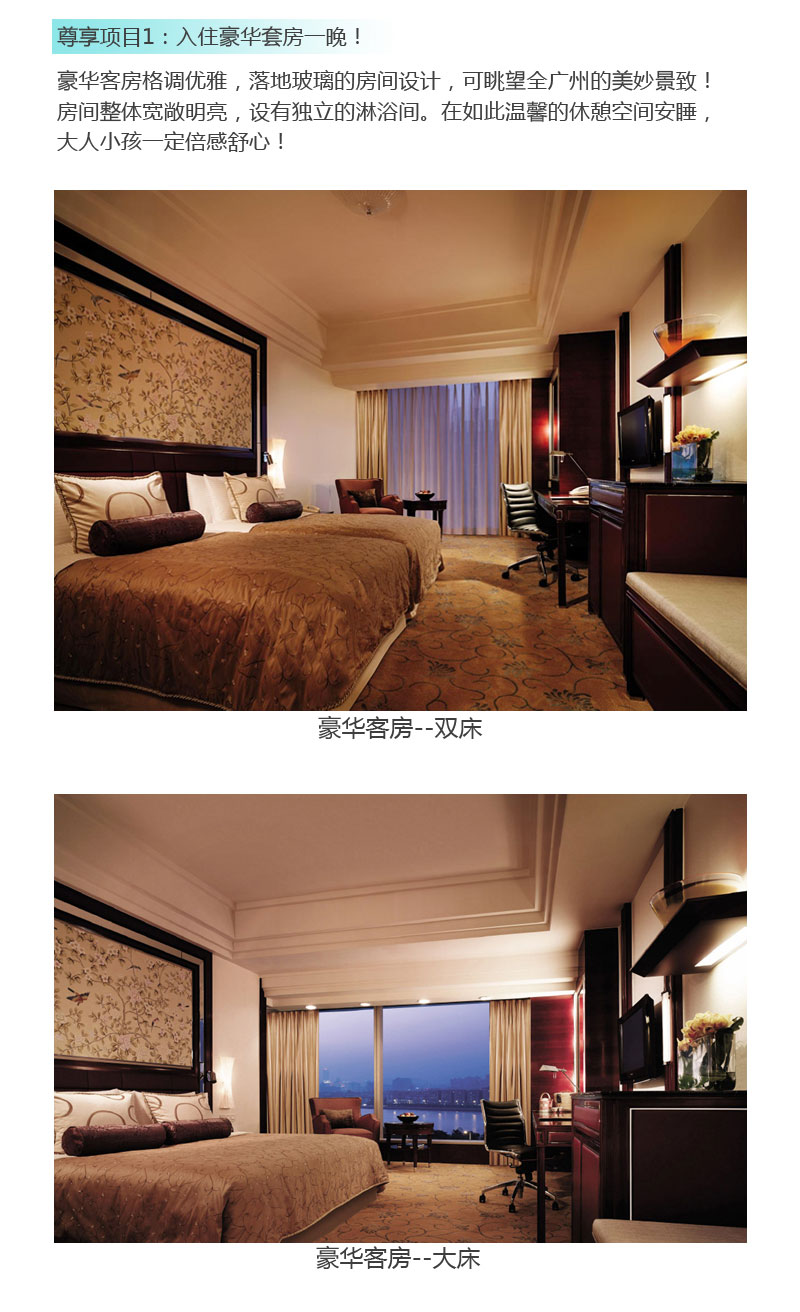 尊享项目1：入住豪华套房一晚！
豪华客房格调优雅，落地玻璃的房间设计，可眺望全广州的美妙景致！
房间整体宽敞明亮，设有独立的淋浴间。在如此温馨的休憩空间安睡，
大人小孩一定倍感舒心！
豪华客房--双床
豪华客房--大床